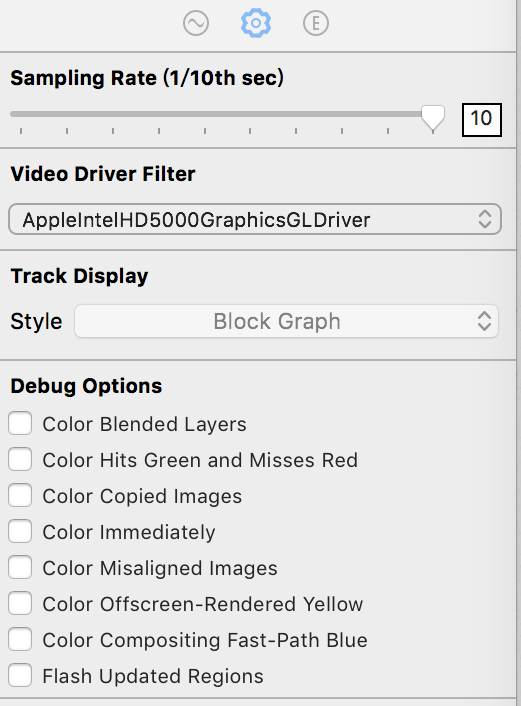 E
Sampling Rate (1/10th sec)
10
Video Driver Filter
AppleIntelHD5000GraphicsGLDriver
Track Display
Style Block Graph
Debug Options
Color Blended Layers
Color Hits Green and Misses Red
Color Copied Images
Color Immediately
Color Misaligned Images
Color Offscreen-Rendered Yellow
Color Compositing Fast-Path Blue
Flash Updated Regions